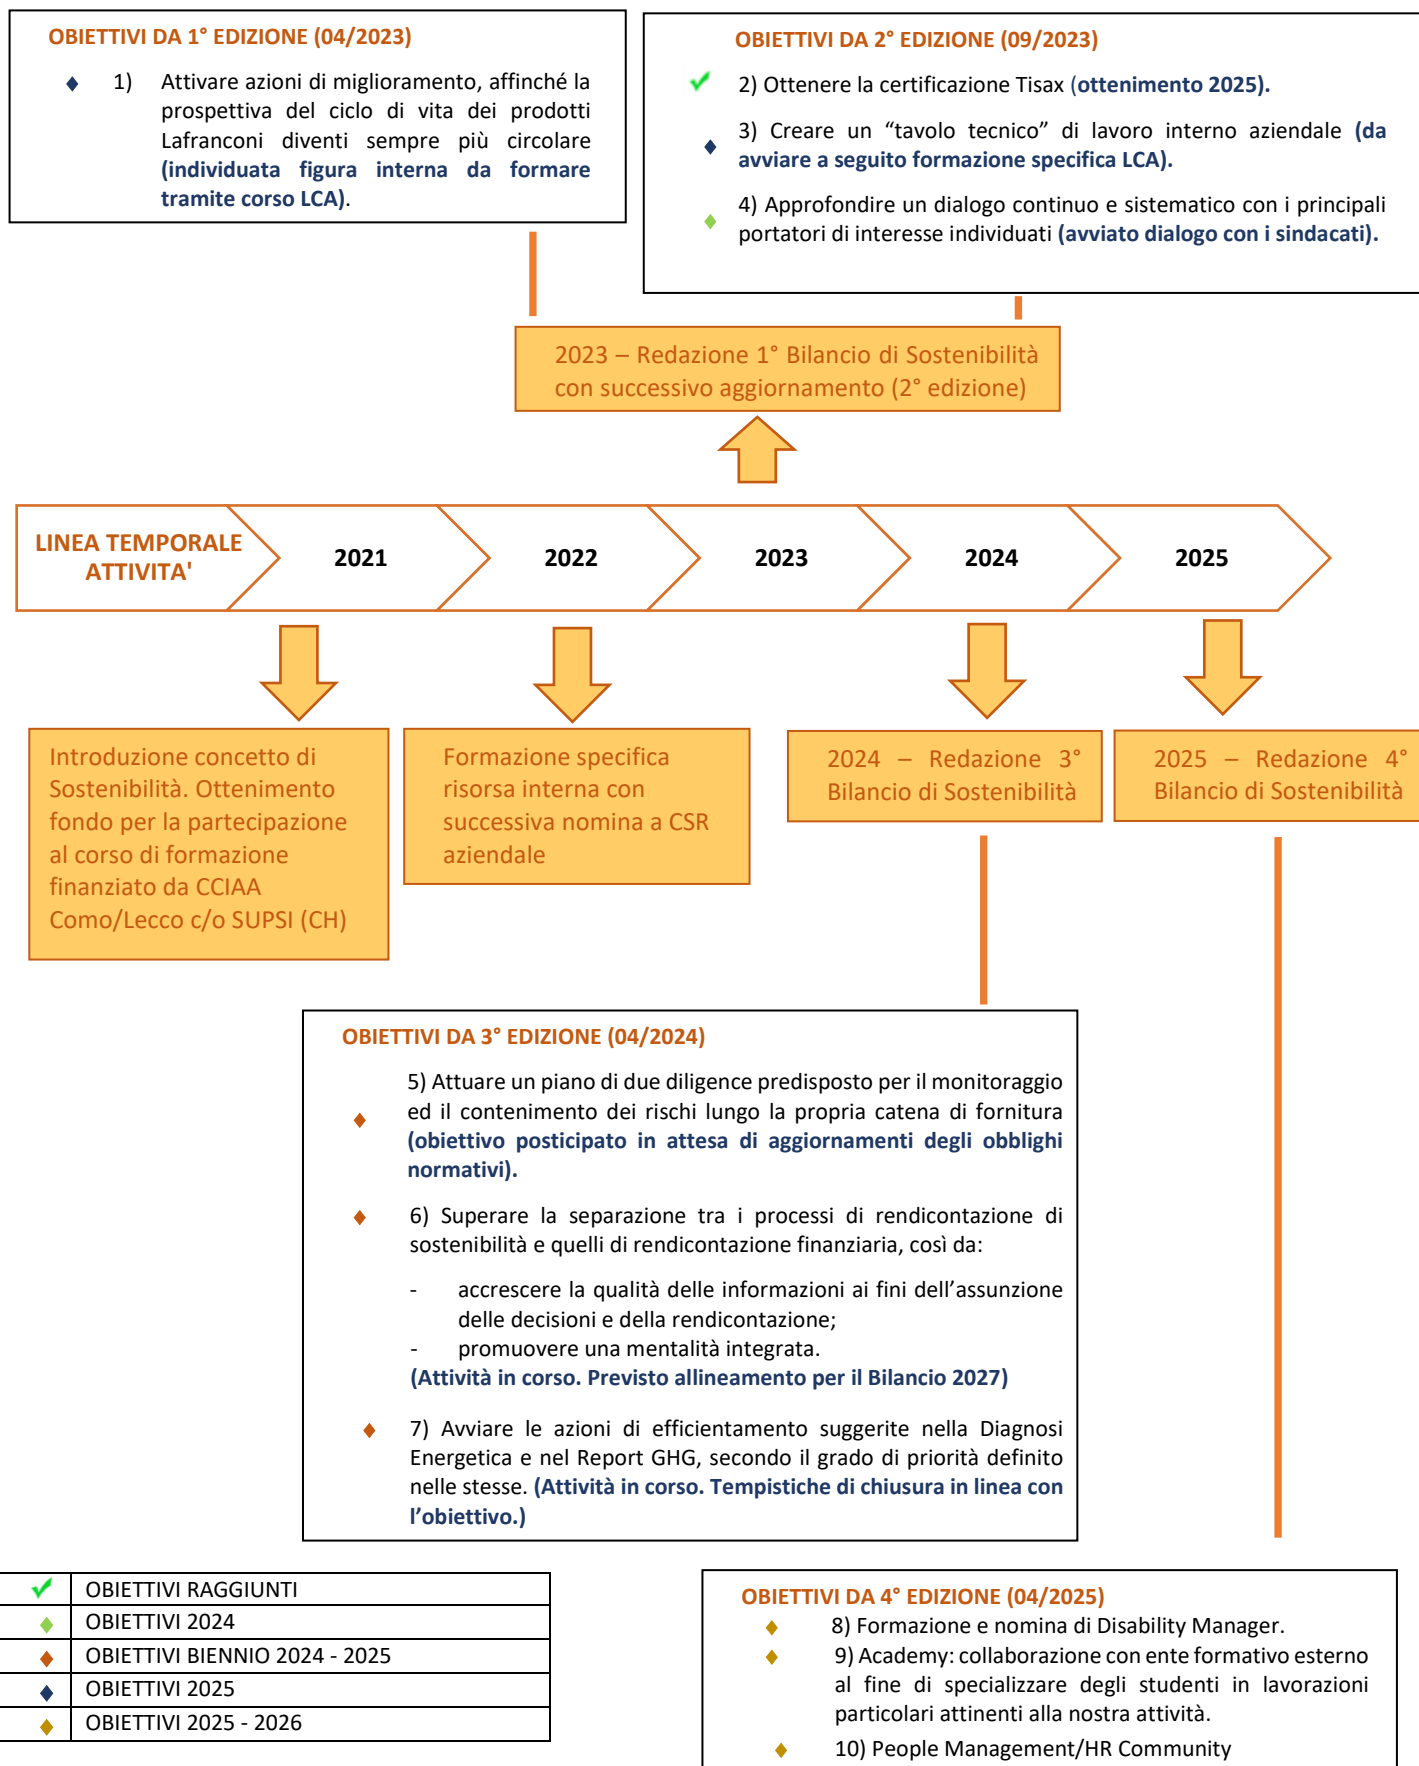 OBIETTIVI DA 1° EDIZIONE (04/2023)
1) Attivare azioni di miglioramento, affinché la
prospettiva del ciclo di vita dei prodotti
Lafranconi diventi sempre più circolare
(individuata figura interna da formare
tramite corso LCA).
OBIETTIVI DA 2° EDIZIONE (09/2023)
2) Ottenere la certificazione Tisax (ottenimento 2025).
3) Creare un “tavolo tecnico” di lavoro interno aziendale (da
avviare a seguito formazione specifica LCA).
4) Approfondire un dialogo continuo e sistematico con i principali
portatori di interesse individuati (avviato dialogo con i sindacati).
2023 – Redazione 1° Bilancio di Sostenibilità
con successivo aggiornamento (2° edizione)
LINEA TEMPORALE
ATTIVITA'
2021
2022
2023
2024
2025
Introduzione concetto di
Sostenibilità. Ottenimento
fondo per la partecipazione
al corso di formazione
finanziato da CCIAA
Como/Lecco c/o SUPSI (CH)
Formazione specifica
risorsa interna con
successiva nomina a CSR
aziendale
2024 – Redazione 3°
Bilancio di Sostenibilità
2025 – Redazione 4°
Bilancio di Sostenibilità
OBIETTIVI DA 3° EDIZIONE (04/2024)
5) Attuare un piano di due diligence predisposto per il monitoraggio
ed il contenimento dei rischi lungo la propria catena di fornitura
(obiettivo posticipato in attesa di aggiornamenti degli obblighi
normativi).
6) Superare la separazione tra i processi di rendicontazione di
sostenibilità e quelli di rendicontazione finanziaria, così da:
- accrescere la qualità delle informazioni ai fini dell’assunzione
delle decisioni e della rendicontazione;
- promuovere una mentalità integrata.
(Attività in corso. Previsto allineamento per il Bilancio 2027)
7) Avviare le azioni di efficientamento suggerite nella Diagnosi
Energetica e nel Report GHG, secondo il grado di priorità definito
nelle stesse. (Attività in corso. Tempistiche di chiusura in linea con
l’obiettivo.)
OBIETTIVI RAGGIUNTI
OBIETTIVI 2024
OBIETTIVI BIENNIO 2024 - 2025
OBIETTIVI 2025
OBIETTIVI 2025 - 2026
OBIETTIVI DA 4° EDIZIONE (04/2025)
8) Formazione e nomina di Disability Manager.
9) Academy: collaborazione con ente formativo esterno
al fine di specializzare degli studenti in lavorazioni
particolari attinenti alla nostra attività.
10) People Management/HR Community